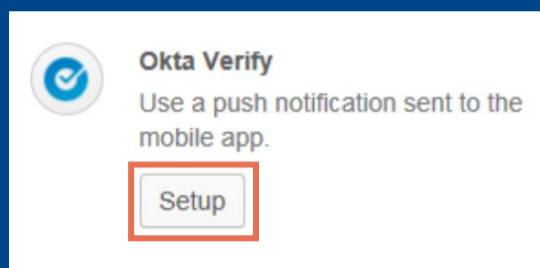 Okta Verify
Use a push notification sent to the
mobile app.
Setup